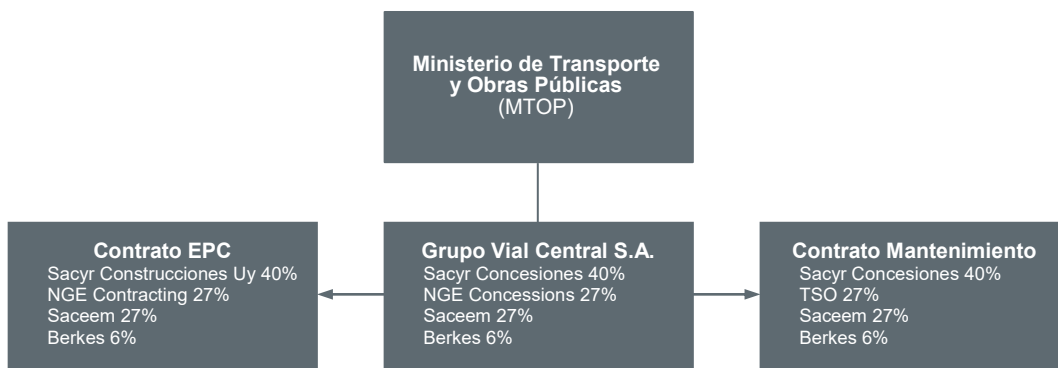 Ministerio de Transporte
y Obras Públicas
(MTOP)
Contrato EPC
Sacyr Construcciones Uy 40%
NGE Contracting 27%
Saceem 27%
Berkes 6%
Grupo Vial Central S.A.
Sacyr Concesiones 40%
NGE Concessions 27%
Saceem 27%
Berkes 6%
Contrato Mantenimiento
Sacyr Concesiones 40%
TSO 27%
Saceem 27%
Berkes 6%